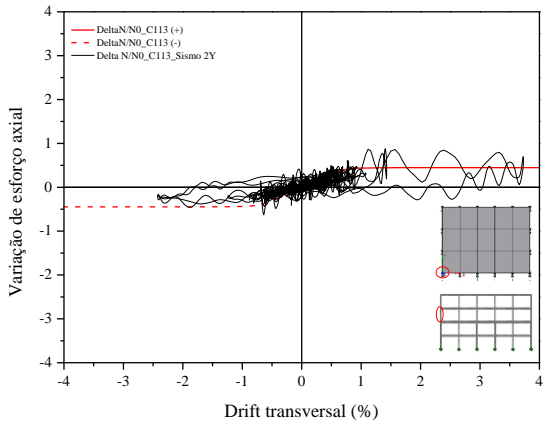 DeltaN/N0_C113 (+)
DeltaN/N0_C113 (-)
Delta N/N0_C113_Sismo 2Y
Variação de esforço axial
4
3
2
1
0
-1
-2
-3
-4
-4 -3 -2 -1 0 1 2 3 4
Drift transversal (%)